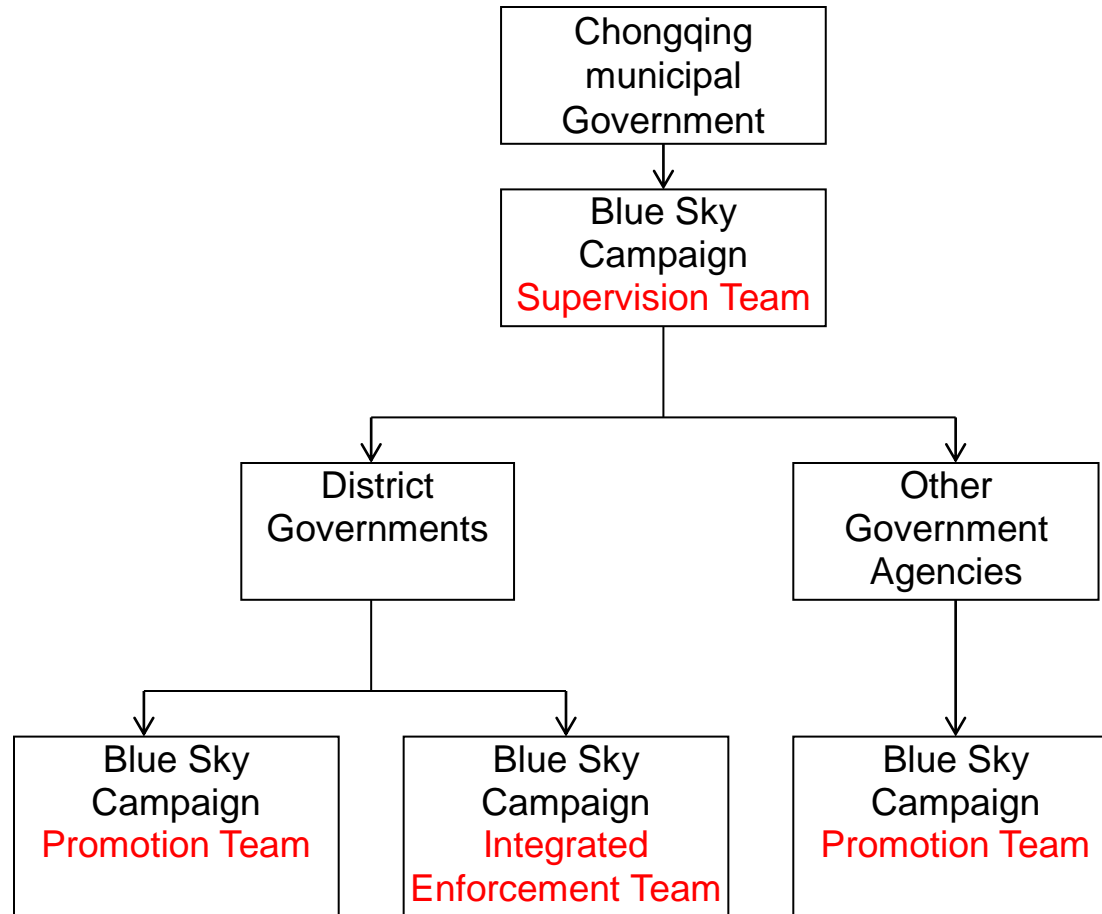 Chongqing
municipal
Government
Blue Sky
Campaign
Supervision Team
District
Governments
Other
Government
Agencies
Blue Sky
Campaign
Promotion Team
Blue Sky
Campaign
Integrated
Enforcement Team
Blue Sky
Campaign
Promotion Team